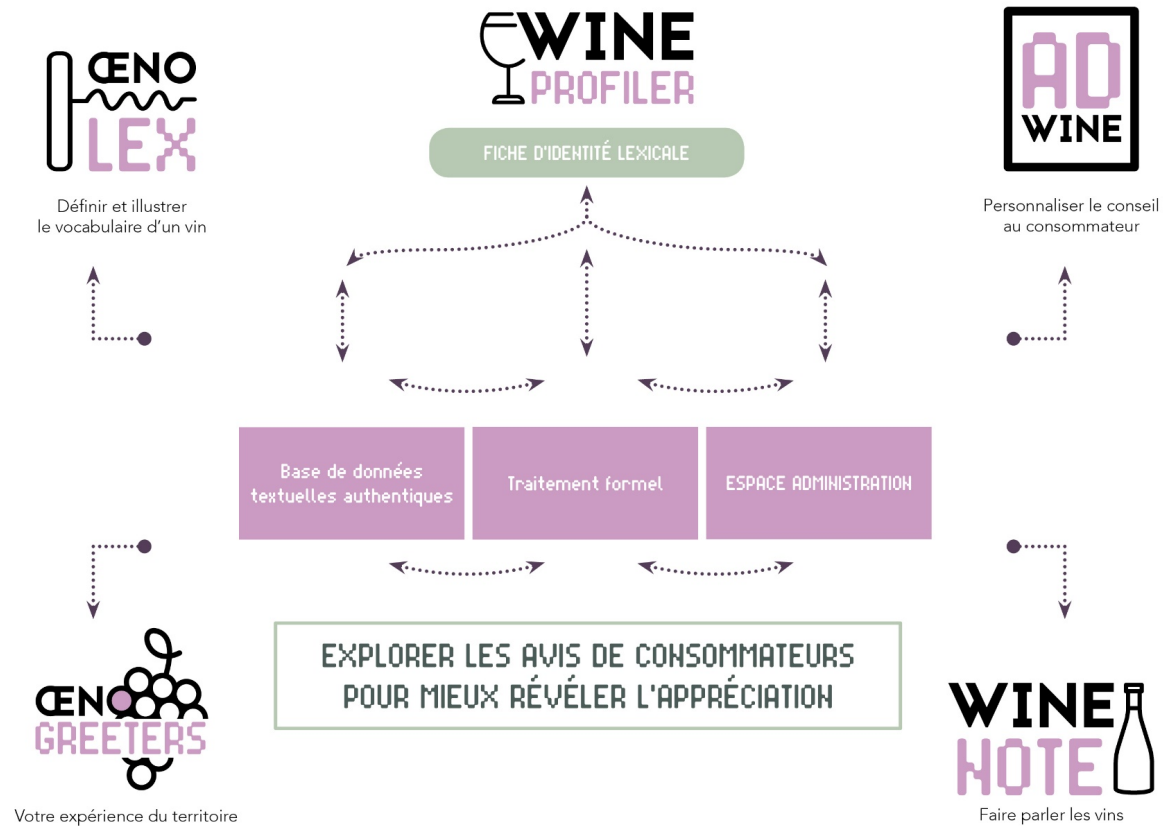 ŒNO
LEX
Définir et illustrer
le vocabulaire d'un vin
WINE
PROFILER
FICHE D'IDENTITÉ LEXICALE
AD
WINE
Personnaliser le conseil
au consommateur
Base de données
textuelles authentiques
Traitement formel
ESPACE ADMINISTRATION
EXPLORER LES AVIS DE CONSOMMATEURS
POUR MIEUX RÉVÉLER L'APPRÉCIATION
ŒNO
GREETERS
Votre expérience du territoire
WINE
NOTE
Faire parler les vins